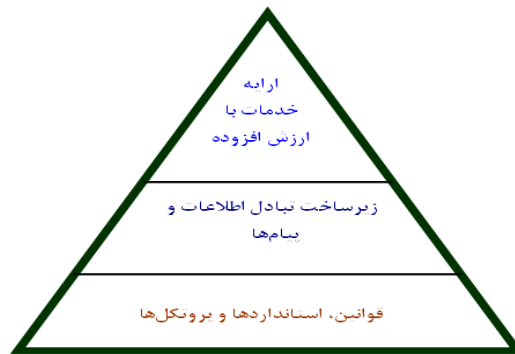 ارایه
خدمات با
ارزش افزوده
زیرساخت تبادل اطلاعات و
پیام‌ها
قوانین، استانداردها و پروتکل‌ها